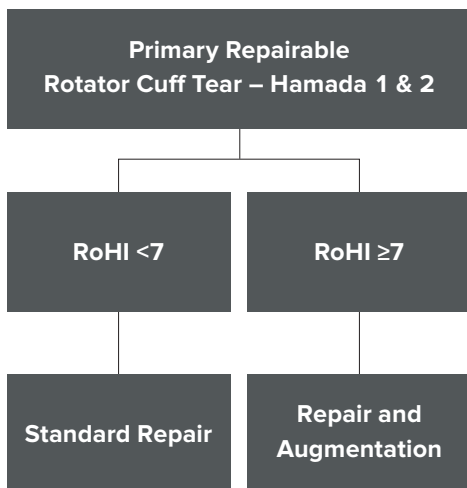 Primary Repairable
Rotator Cuff Tear – Hamada 1 & 2
RoHI <7
RoHI ≥7
Standard Repair
Repair and
Augmentation